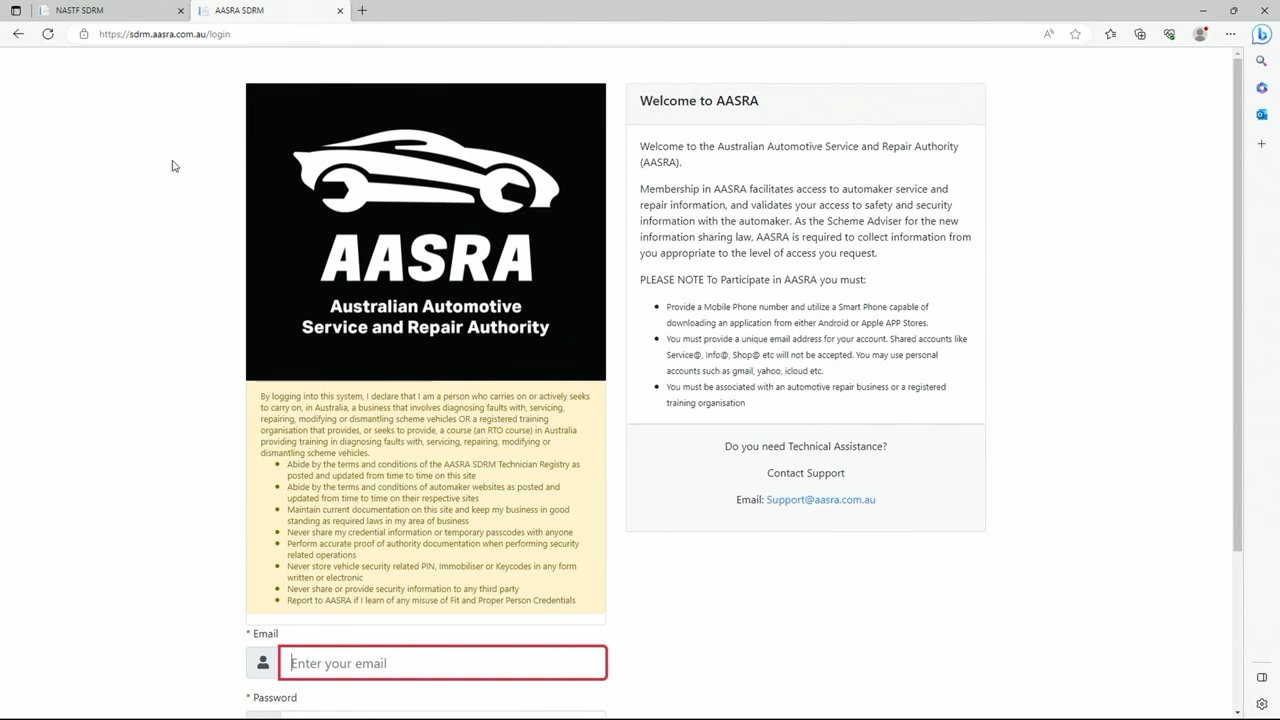 NASTF SDRM
AASRA SDRM
https://sdrm.aasra.com.au/login
AASRA
Australian Automotive
Service and Repair Authority
By logging into this system, I declare that I am a person who carries on or actively seeks
to carry on, in Australia, a business that involves diagnosing faults with, servicing,
repairing, modifying or dismantling scheme vehicles OR a registered training
organisation that provides, or seeks to provide, a course (an RTO course) in Australia
providing training in diagnosing faults with, servicing, repairing, modifying or
dismantling scheme vehicles.
Abide by the terms and conditions of the AASRA SDRM Technician Registry as
posted and updated from time to time on this site
Abide by the terms and conditions of automaker websites as posted and
updated from time to time on their respective sites
Maintain current documentation on this site and keep my business in good
standing as required laws in my area of business
Never share my credential information or temporary passcodes with anyone
Perform accurate proof of authority documentation when performing security
related operations
Never store vehicle security related PIN, Immobiliser or Keycodes in any form
written or electronic
Never share or provide security information to any third party
Report to AASRA if I learn of any misuse of Fit and Proper Person Credentials
* Email
Enter your email
* Password
Welcome to AASRA
Welcome to the Australian Automotive Service and Repair Authority
(AASRA).
Membership in AASRA facilitates access to automaker service and
repair information, and validates your access to safety and security
information with the automaker. As the Scheme Adviser for the new
information sharing law, AASRA is required to collect information from
you appropriate to the level of access you request.
PLEASE NOTE To Participate in AASRA you must:
Provide a Mobile Phone number and utilize a Smart Phone capable of
downloading an application from either Android or Apple APP Stores.
You must provide a unique email address for your account. Shared accounts like
Service@, Info@, Shop@ etc will not be accepted. You may use personal
accounts such as gmail, yahoo, icloud etc.
You must be associated with an automotive repair business or a registered
training organisation
Do you need Technical Assistance?
Contact Support
Email: Support@aasra.com.au